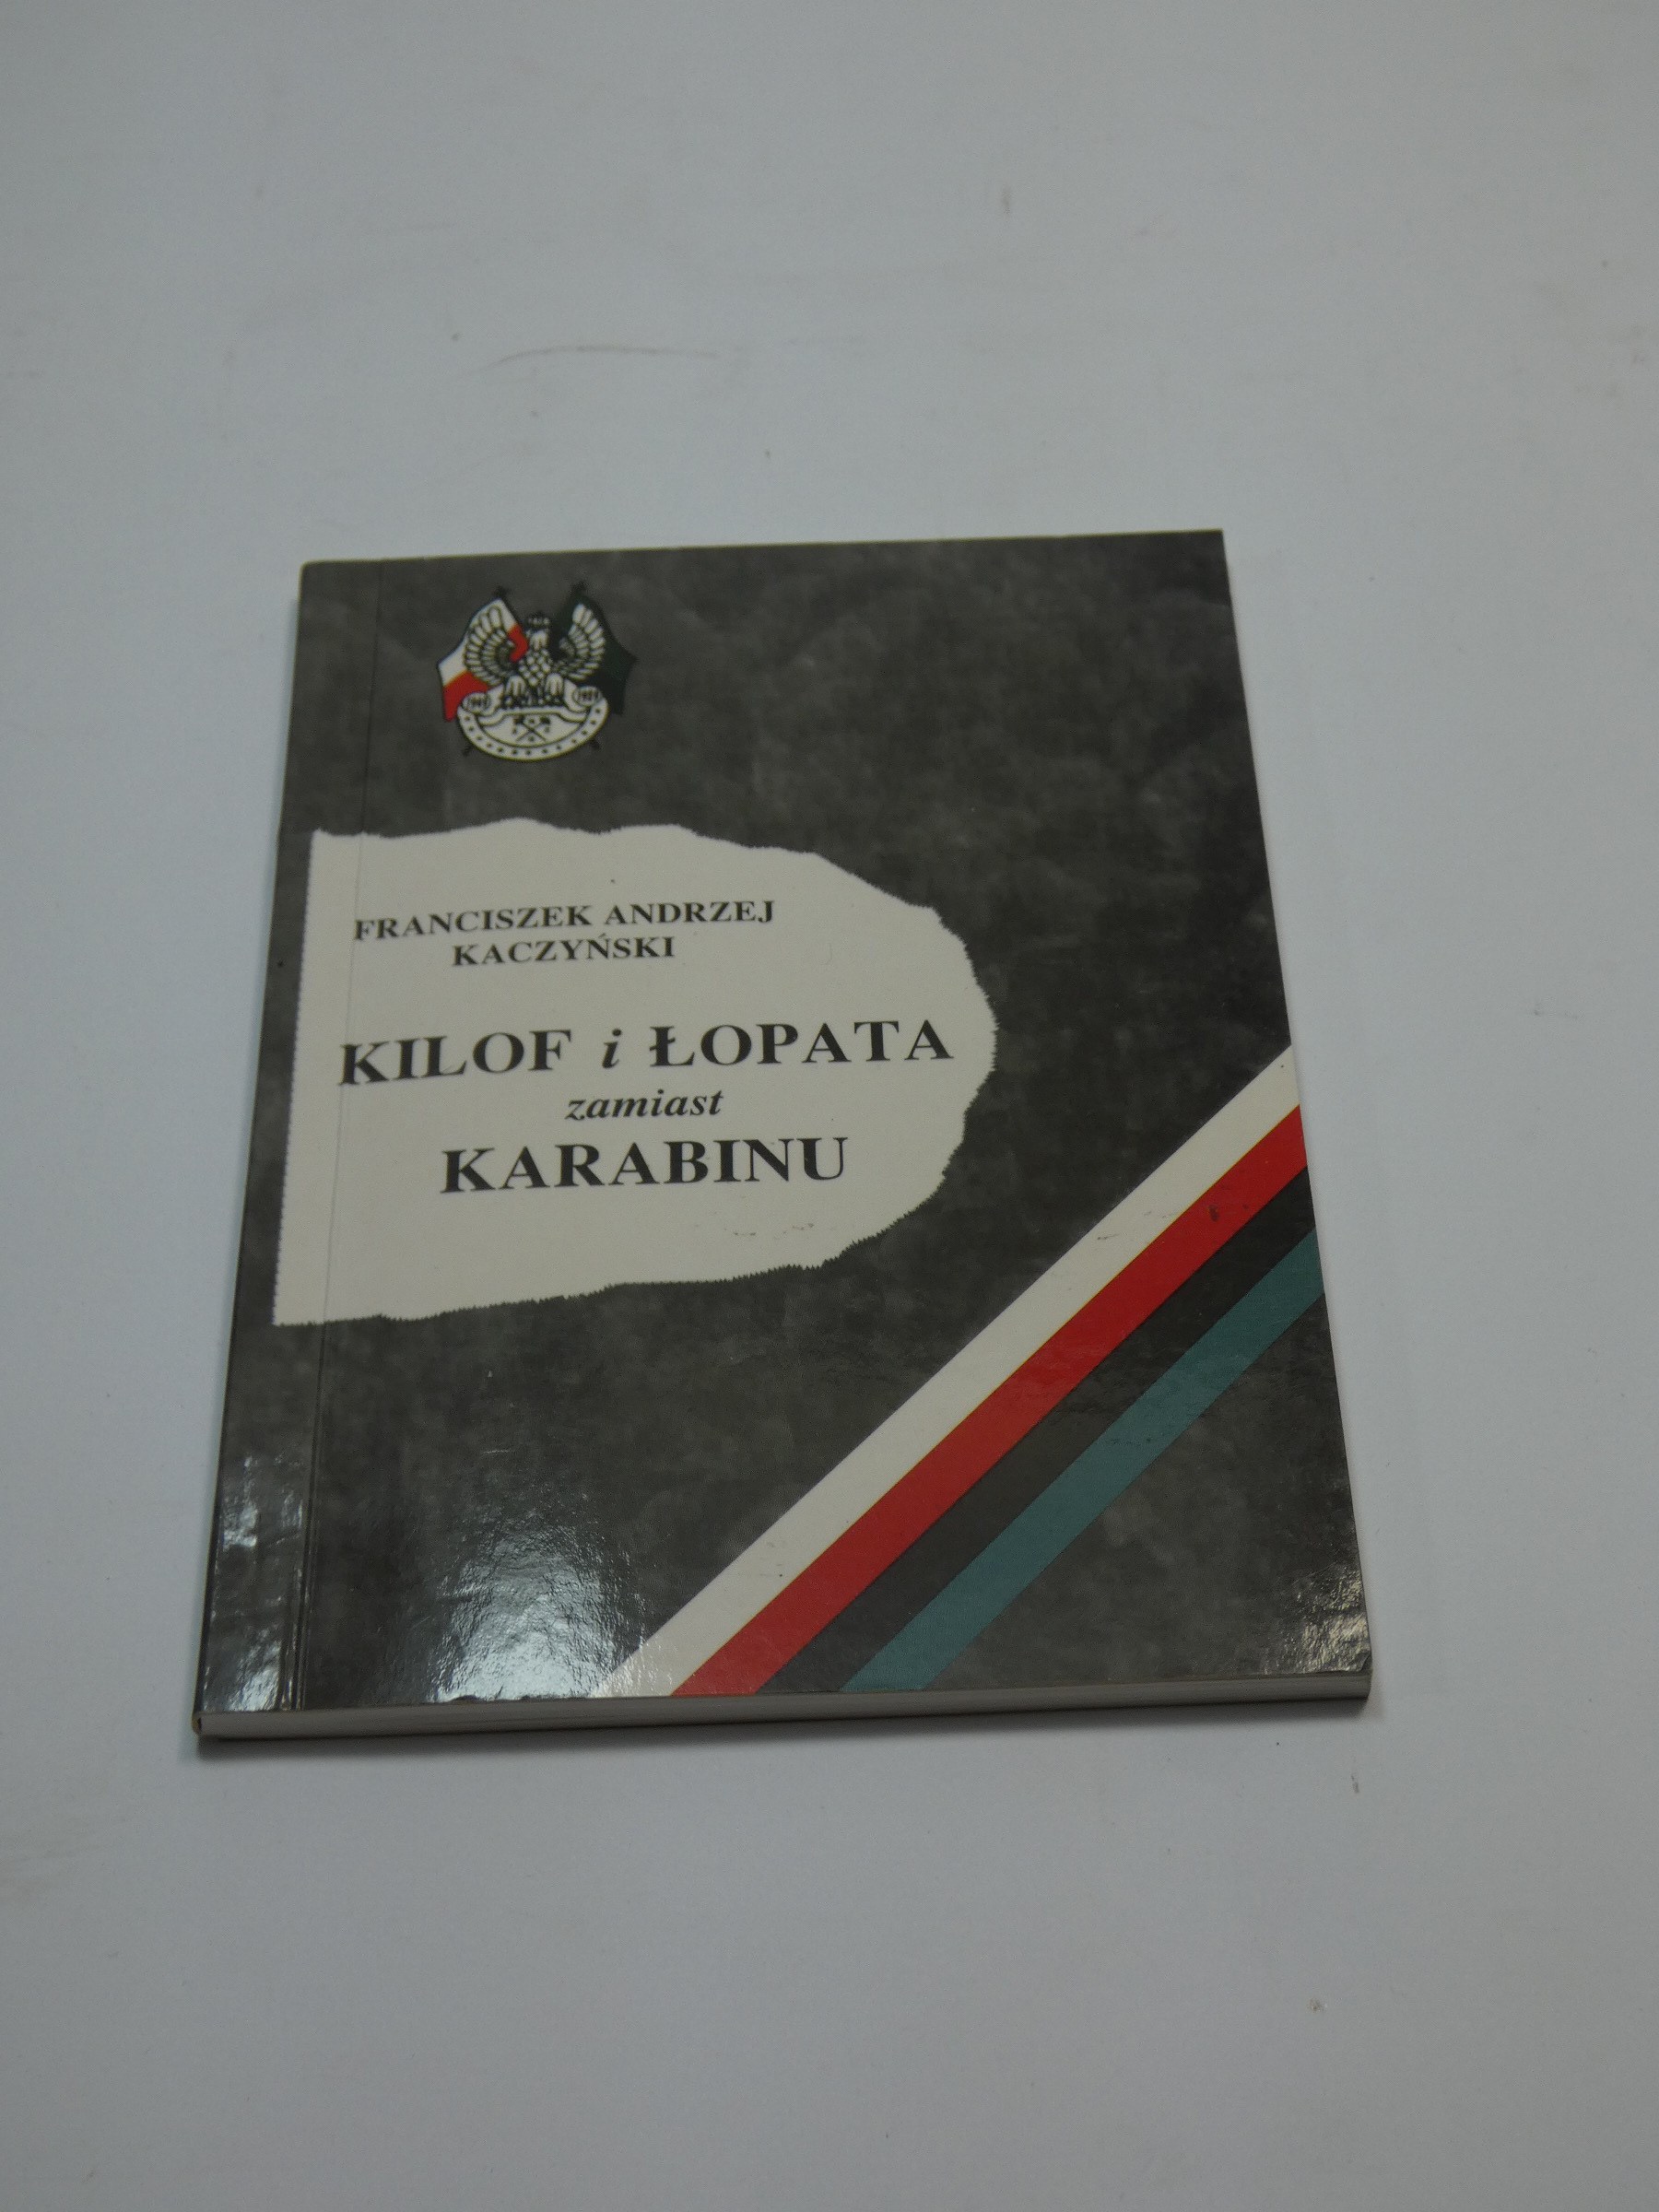 FRANCISZEK ANDRZEJ
KACZYŃSKI
KILOF i ŁOPATA
zamiast
KARABINU